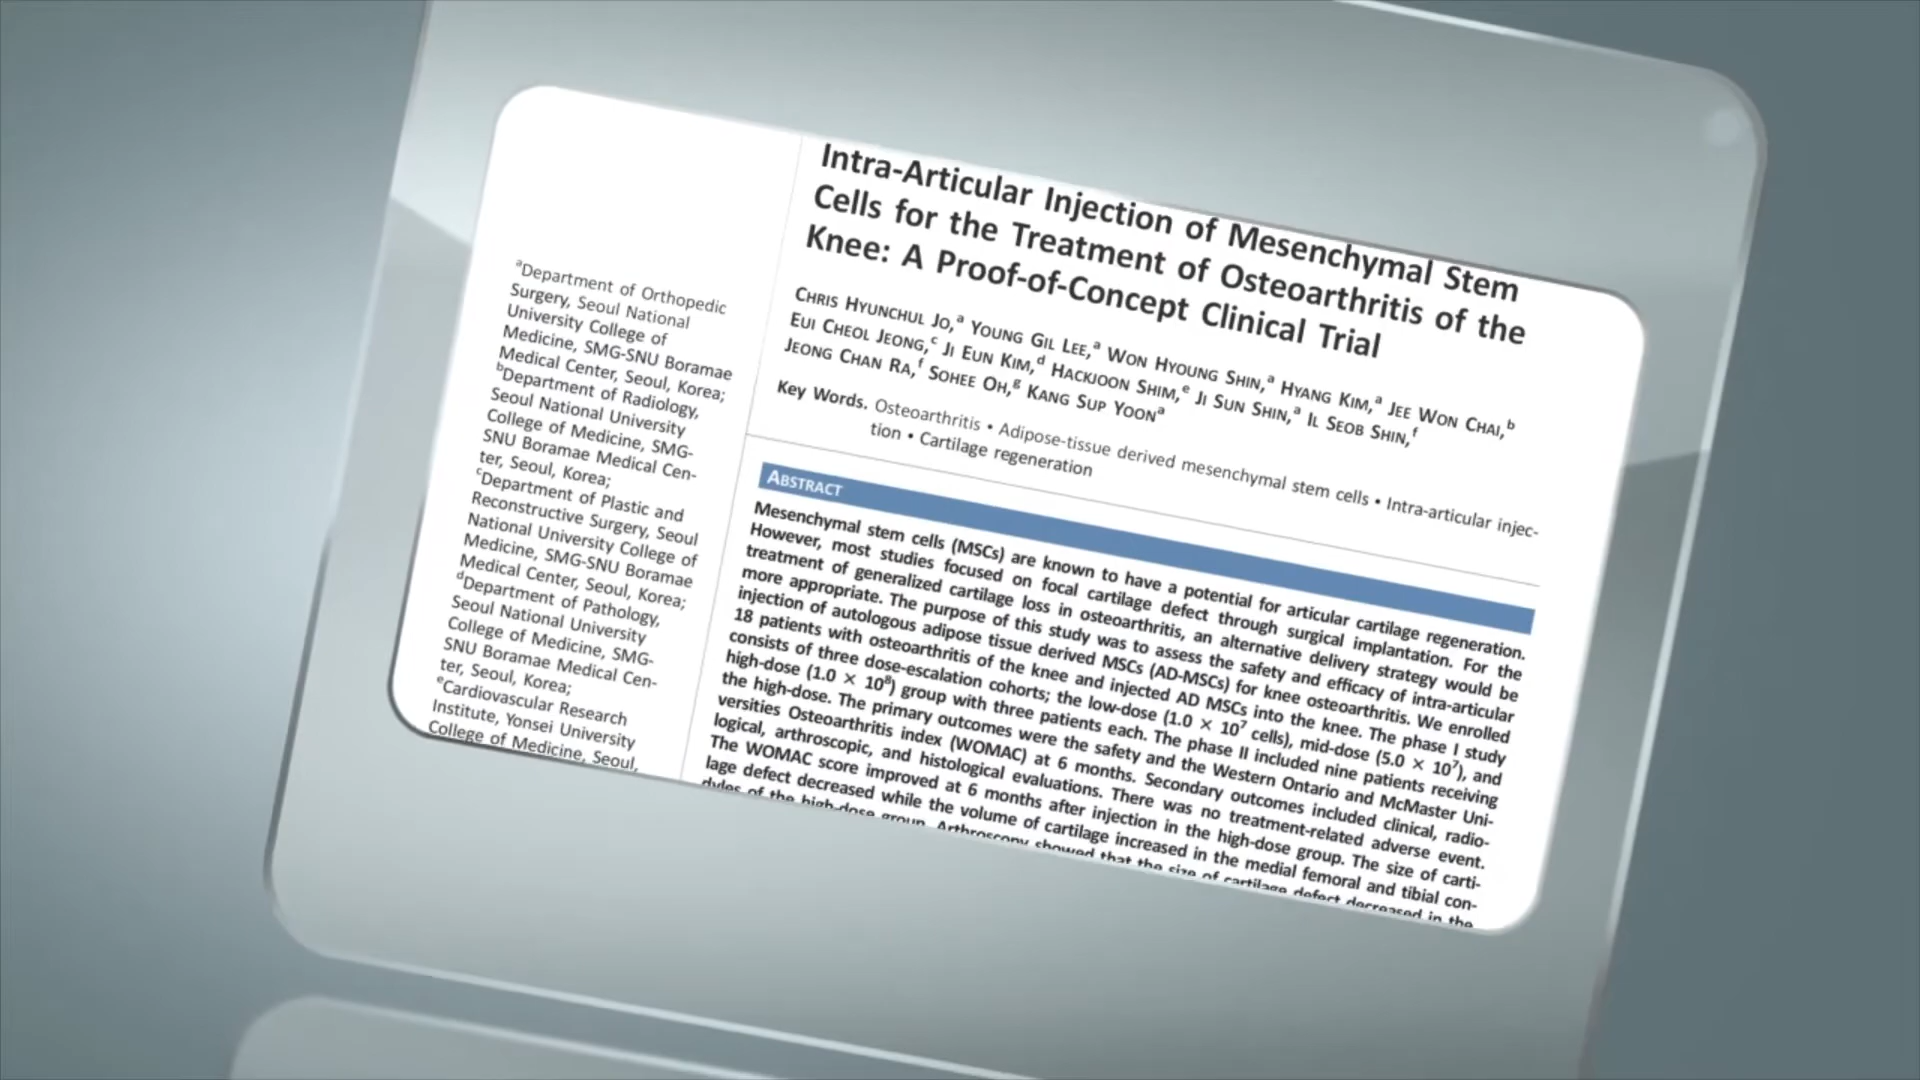 Intra-Articular Injection of Mesenchymal Stem
Cells for the Treatment of Osteoarthritis of the
Knee: A Proof-of-Concept Clinical Trial
CHRIS HYUNCHUL JO,ᵃ YOUNG GIL LEE,ᵃ WON HYOUNG SHIN,ᵃ HYANG KIM,ᵃ JEE WON CHAI,ᵇ
EUI CHEOL JEONG,ᶜ JI EUN KIM,ᵈ HACKJOON SHIM,ᵉ JI SUN SHIN,ᵃ IL SEOB SHIN,ᶠ
JEONG CHAN RA,ᶠ SOHEE OH,ᵍ KANG SUP YOONᵃ
Key Words. Osteoarthritis • Adipose-tissue derived mesenchymal stem cells • Intra-articular injec-
tion • Cartilage regeneration
ᵃDepartment of Orthopedic
Surgery, Seoul National
University College of
Medicine, SMG-SNU Boramae
Medical Center, Seoul, Korea;
ᵇDepartment of Radiology,
Seoul National University
College of Medicine, SMG-
SNU Boramae Medical Cen-
ter, Seoul, Korea;
ᶜDepartment of Plastic and
Reconstructive Surgery, Seoul
National University College of
Medicine, SMG-SNU Boramae
Medical Center, Seoul, Korea;
ᵈDepartment of Pathology,
Seoul National University
College of Medicine, SMG-
SNU Boramae Medical Cen-
ter, Seoul, Korea;
ᵉCardiovascular Research
Institute, Yonsei University
College of Medicine, Seoul,
ABSTRACT
Mesenchymal stem cells (MSCs) are known to have a potential for articular cartilage regeneration.
However, most studies focused on focal cartilage defect through surgical implantation. For the
treatment of generalized cartilage loss in osteoarthritis, an alternative delivery strategy would be
more appropriate. The purpose of this study was to assess the safety and efficacy of intra-articular
injection of autologous adipose tissue derived MSCs (AD-MSCs) for knee osteoarthritis. We enrolled
18 patients with osteoarthritis of the knee and injected AD MSCs into the knee. The phase I study
consists of three dose-escalation cohorts; the low-dose (1.0 × 10⁷ cells), mid-dose (5.0 × 10⁷), and
high-dose (1.0 × 10⁸) group with three patients each. The phase II included nine patients receiving
the high-dose. The primary outcomes were the safety and the Western Ontario and McMaster Uni-
versities Osteoarthritis index (WOMAC) at 6 months. Secondary outcomes included clinical, radio-
logical, arthroscopic, and histological evaluations. There was no treatment-related adverse event.
The WOMAC score improved at 6 months after injection in the high-dose group. The size of carti-
lage defect decreased while the volume of cartilage increased in the medial femoral and tibial con-
dyles of the high-dose group. Arthroscopy showed that the size of cartilage defect decreased in the